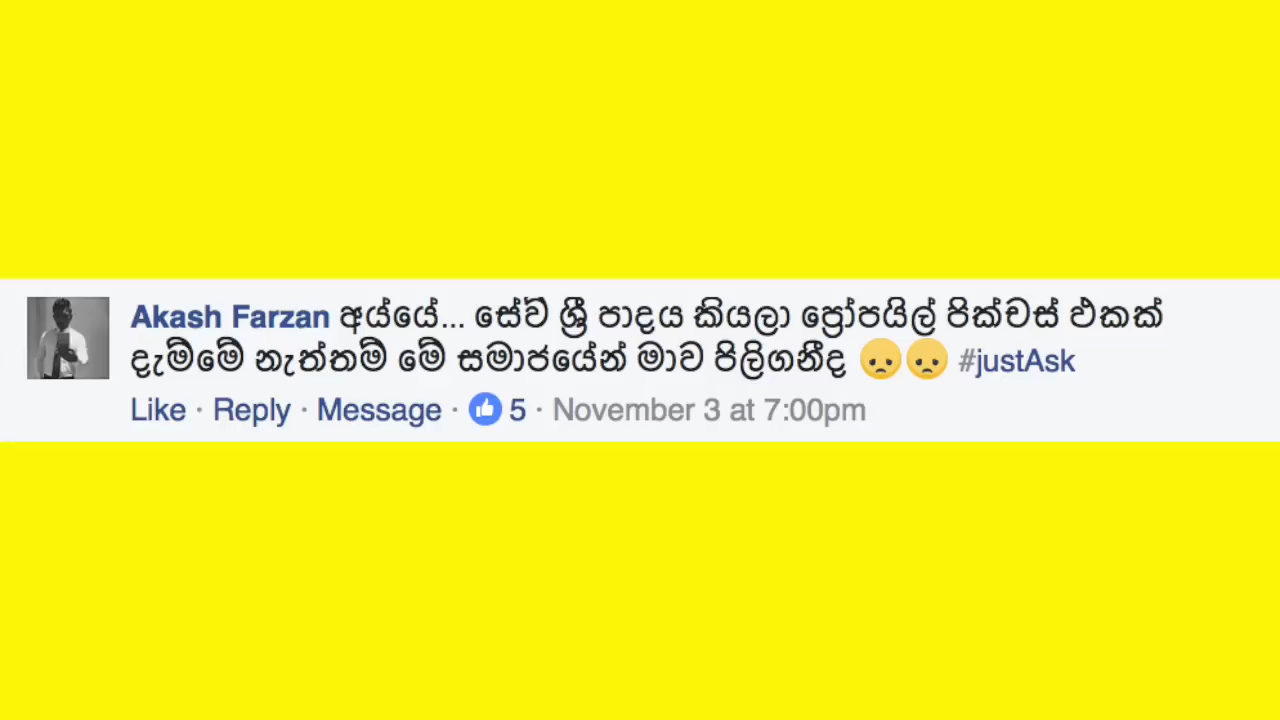 Akash Farzan අය්යේ... සේව් ශ්‍රී පාදය කියලා ප්‍රෝපයිල් පික්චස් එකක්
දැම්මේ නැත්තම් මේ සමාජයේන් මාව පිලිගනීද 😞😞 #justAsk
Like · Reply · Message · 5 · November 3 at 7:00pm